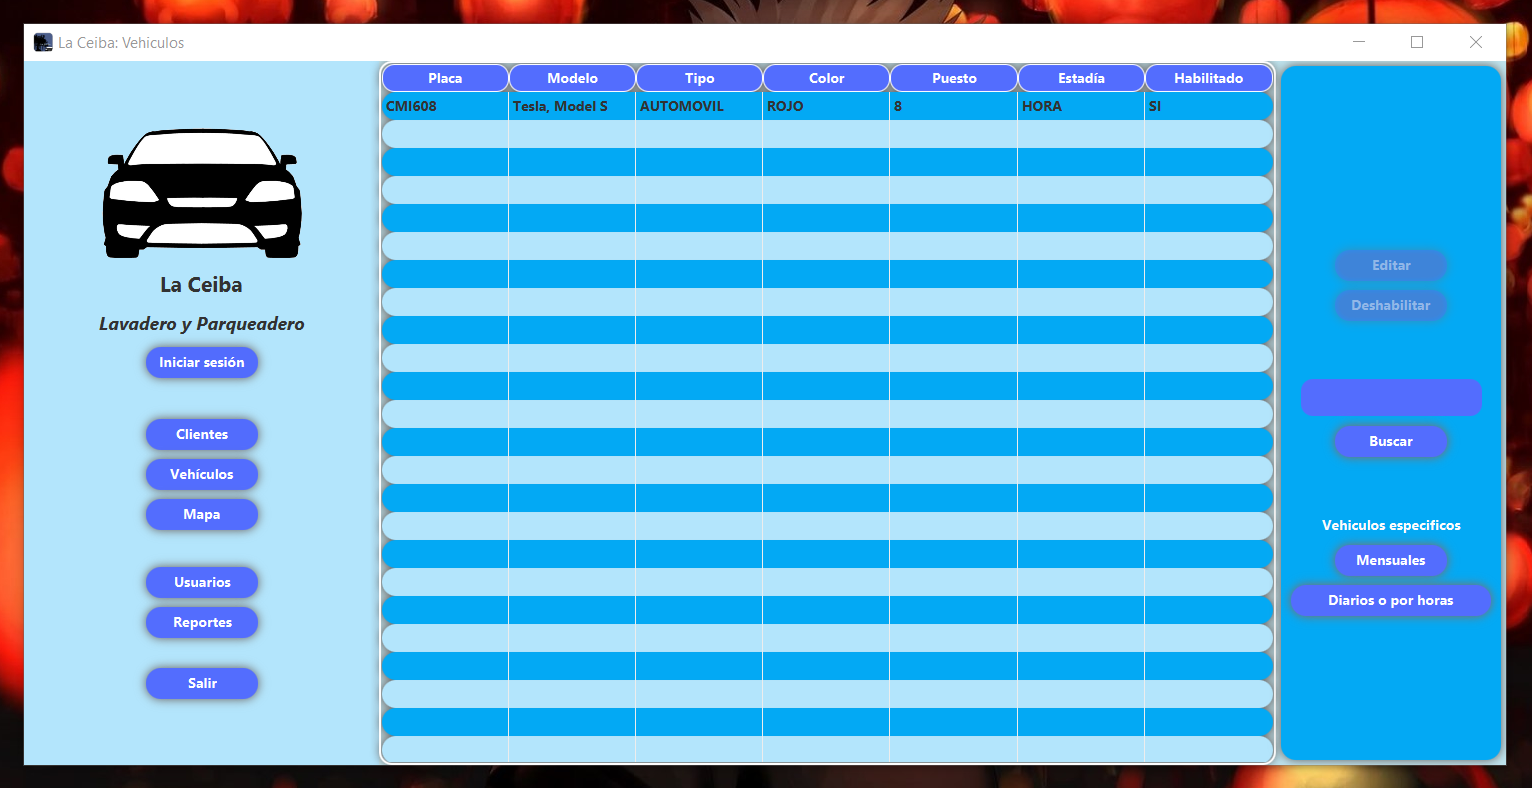 La Ceiba: Vehiculos
La Ceiba
Lavadero y Parqueadero
Iniciar sesión
Clientes
Vehículos
Mapa
Usuarios
Reportes
Salir
Placa Modelo Tipo Color Puesto Estadía Habilitado
CMI608 Tesla, Model S AUTOMOVIL ROJO 8 HORA SI
Editar
Deshabilitar
Buscar
Vehiculos especificos
Mensuales
Diarios o por horas